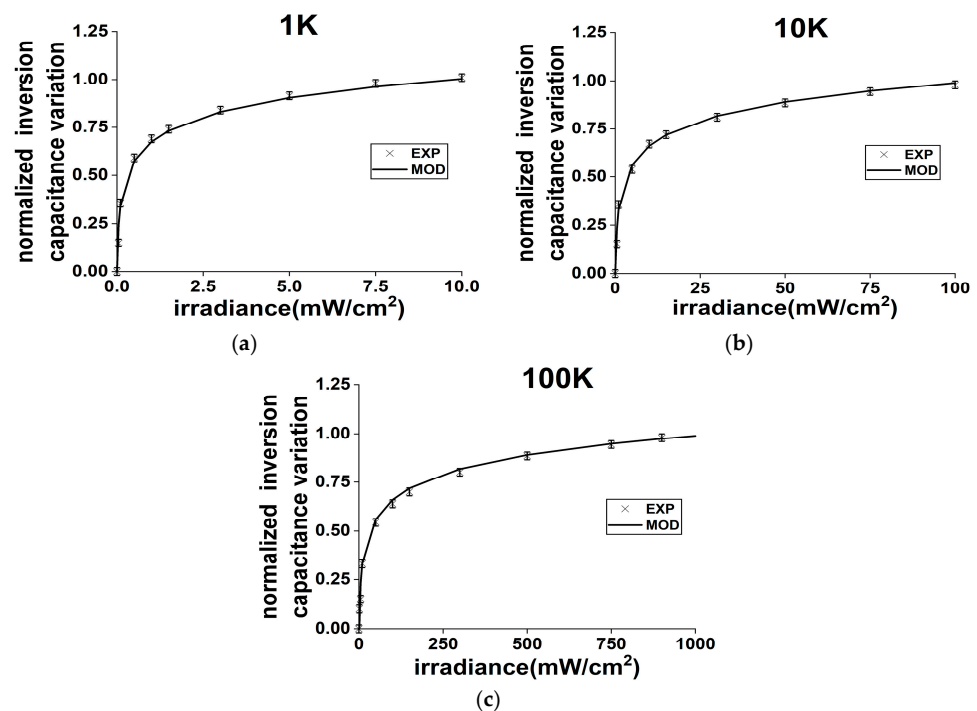 1K
normalized inversion
capacitance variation
1.25
1.00
0.75
0.50
0.25
0.00
EXP
MOD
0.0 2.5 5.0 7.5 10.0
irradiance(mW/cm²)
(a)
10K
normalized inversion
capacitance variation
1.25
1.00
0.75
0.50
0.25
0.00
EXP
MOD
0 25 50 75 100
irradiance(mW/cm²)
(b)
100K
normalized inversion
capacitance variation
1.25
1.00
0.75
0.50
0.25
0.00
EXP
MOD
0 250 500 750 1000
irradiance(mW/cm²)
(c)